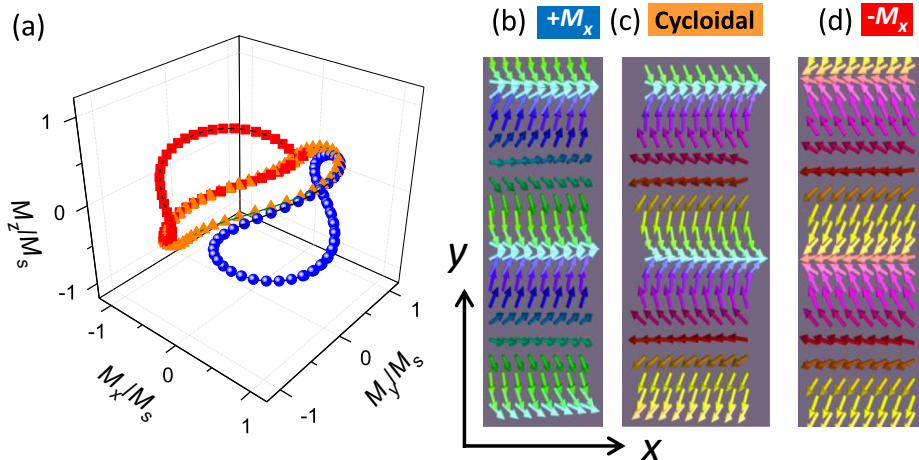 (a)
(b) +Mx (c) Cycloidal (d) -Mx
1
0
-1
Mz/Ms
-1
0
1
Mx/Ms
-1
0
1
My/Ms
y
x